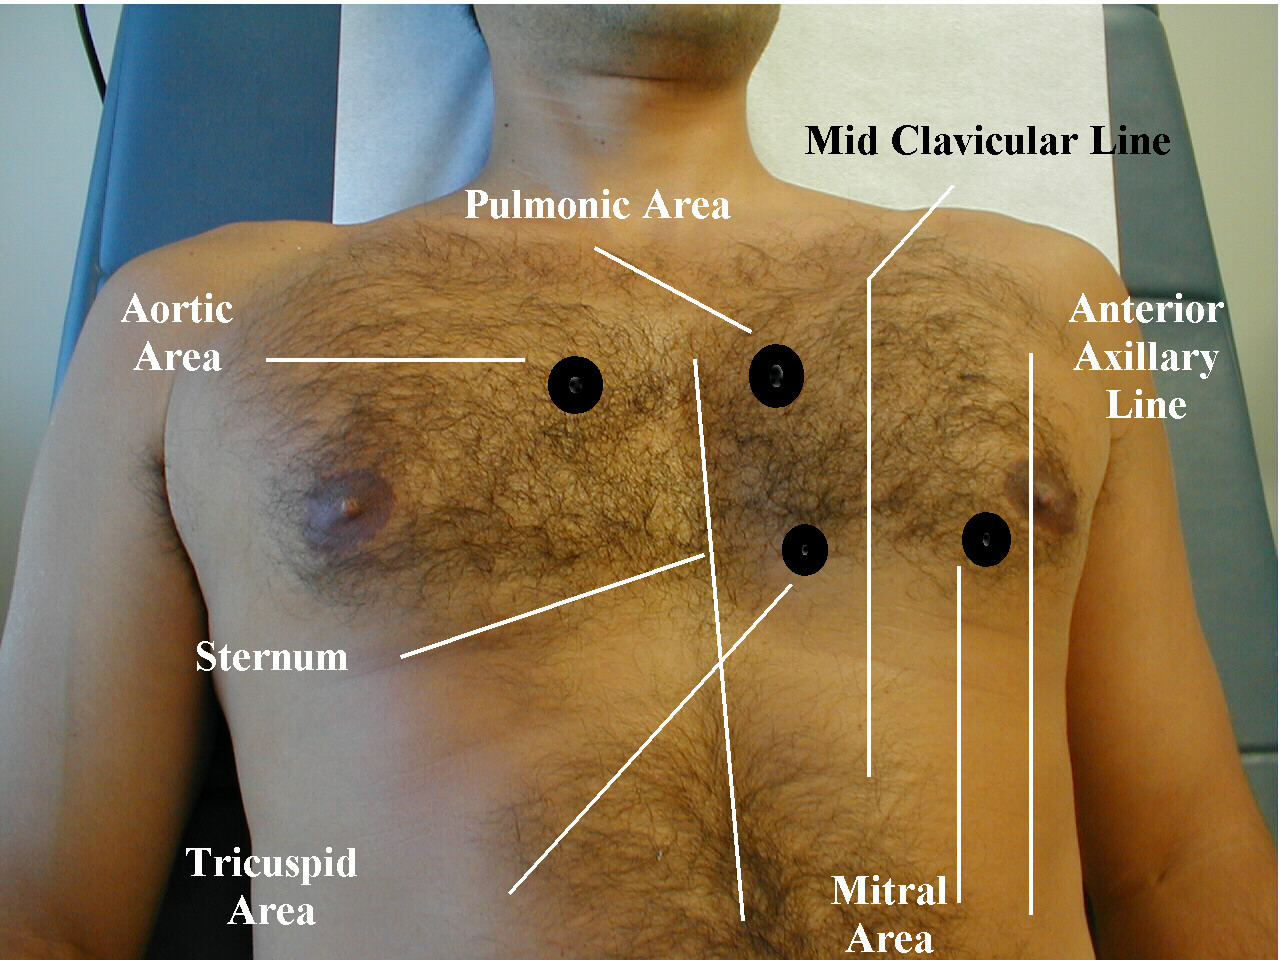 Mid Clavicular Line
Pulmonic Area
Aortic
Area
Anterior
Axillary
Line
Sternum
Tricuspid
Area
Mitral
Area